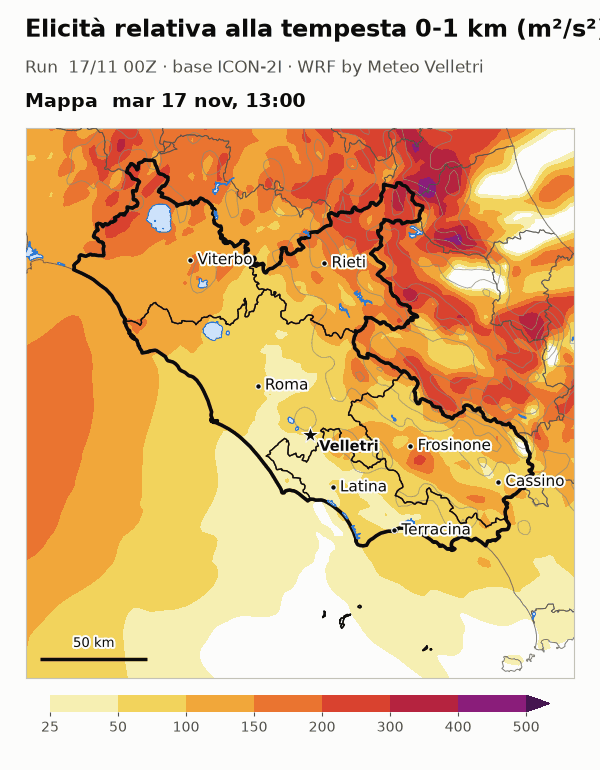 Elicità relativa alla tempesta 0-1 km (m²/s²)
Run 17/11 00Z · base ICON-2I · WRF by Meteo Velletri
Mappa mar 17 nov, 13:00
Viterbo
Rieti
Roma
Velletri
Frosinone
Cassino
Latina
Terracina
50 km
25 50 100 150 200 300 400 500